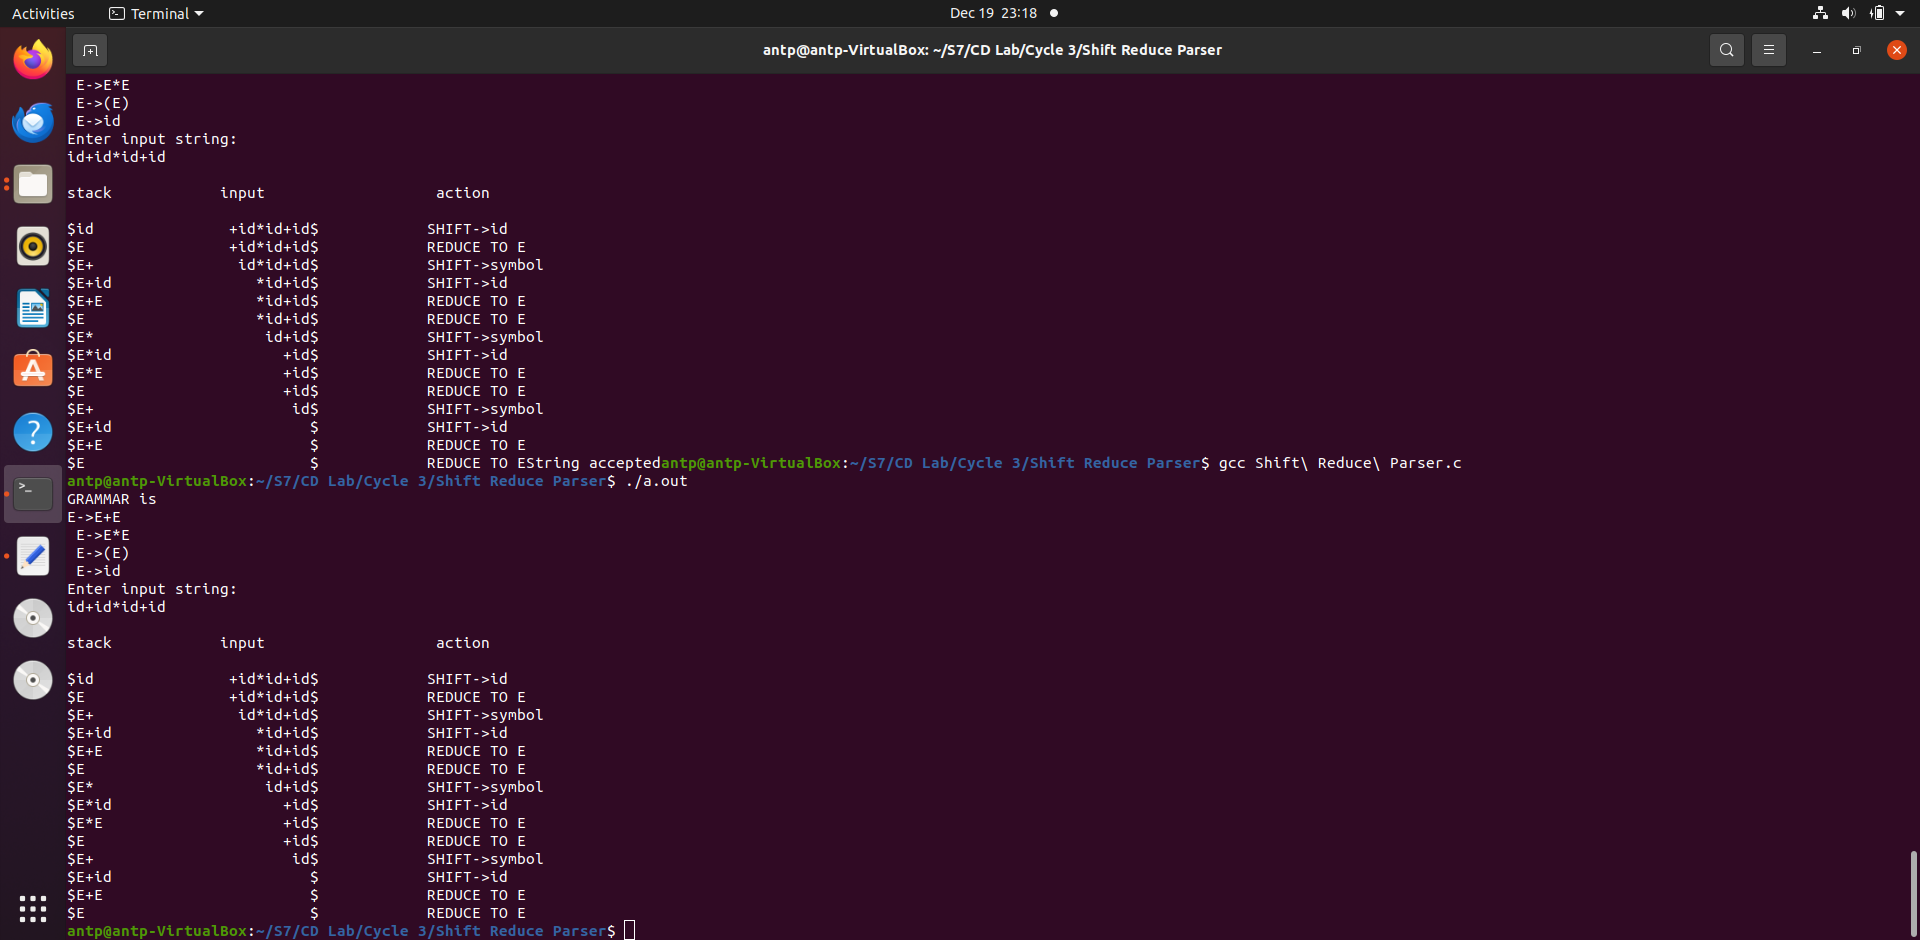 Activities Terminal Dec 19 23:18
antp@antp-VirtualBox: ~/S7/CD Lab/Cycle 3/Shift Reduce Parser
E->E*E
E->(E)
E->id
Enter input string:
id+id*id+id
stack input action
$id +id*id+id$ SHIFT->id
$E +id*id+id$ REDUCE TO E
$E+ id*id+id$ SHIFT->symbol
$E+id *id+id$ SHIFT->id
$E+E *id+id$ REDUCE TO E
$E *id+id$ REDUCE TO E
$E* id+id$ SHIFT->symbol
$E*id +id$ SHIFT->id
$E*E +id$ REDUCE TO E
$E +id$ REDUCE TO E
$E+ id$ SHIFT->symbol
$E+id $ SHIFT->id
$E+E $ REDUCE TO E
$E $ REDUCE TO EString acceptedantp@antp-VirtualBox:~/S7/CD Lab/Cycle 3/Shift Reduce Parser$ gcc Shift\ Reduce\ Parser.c
antp@antp-VirtualBox:~/S7/CD Lab/Cycle 3/Shift Reduce Parser$ ./a.out
GRAMMAR is
E->E+E
E->E*E
E->(E)
E->id
Enter input string:
id+id*id+id
stack input action
$id +id*id+id$ SHIFT->id
$E +id*id+id$ REDUCE TO E
$E+ id*id+id$ SHIFT->symbol
$E+id *id+id$ SHIFT->id
$E+E *id+id$ REDUCE TO E
$E *id+id$ REDUCE TO E
$E* id+id$ SHIFT->symbol
$E*id +id$ SHIFT->id
$E*E +id$ REDUCE TO E
$E +id$ REDUCE TO E
$E+ id$ SHIFT->symbol
$E+id $ SHIFT->id
$E+E $ REDUCE TO E
$E $ REDUCE TO E
antp@antp-VirtualBox:~/S7/CD Lab/Cycle 3/Shift Reduce Parser$